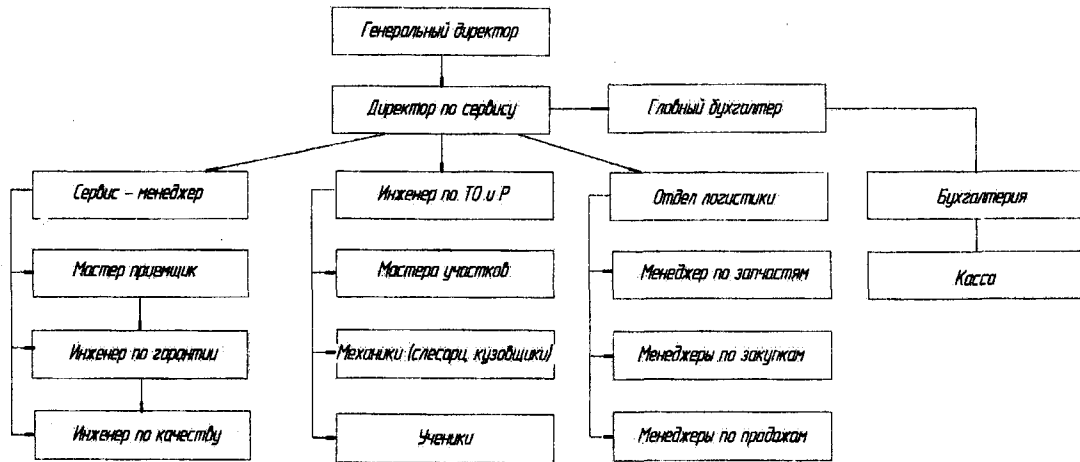 Генеральный директор
Директор по сервису
Главный бухгалтер
Сервис – менеджер
Инженер по ТО и Р
Отдел логистики
Бухгалтерия
Мастер приемщик
Мастера участков
Менеджер по запчастям
Касса
Инженер по гарантии
Механики (слесари, кузовщики)
Менеджеры по закупкам
Инженер по качеству
Ученики
Менеджеры по продажам